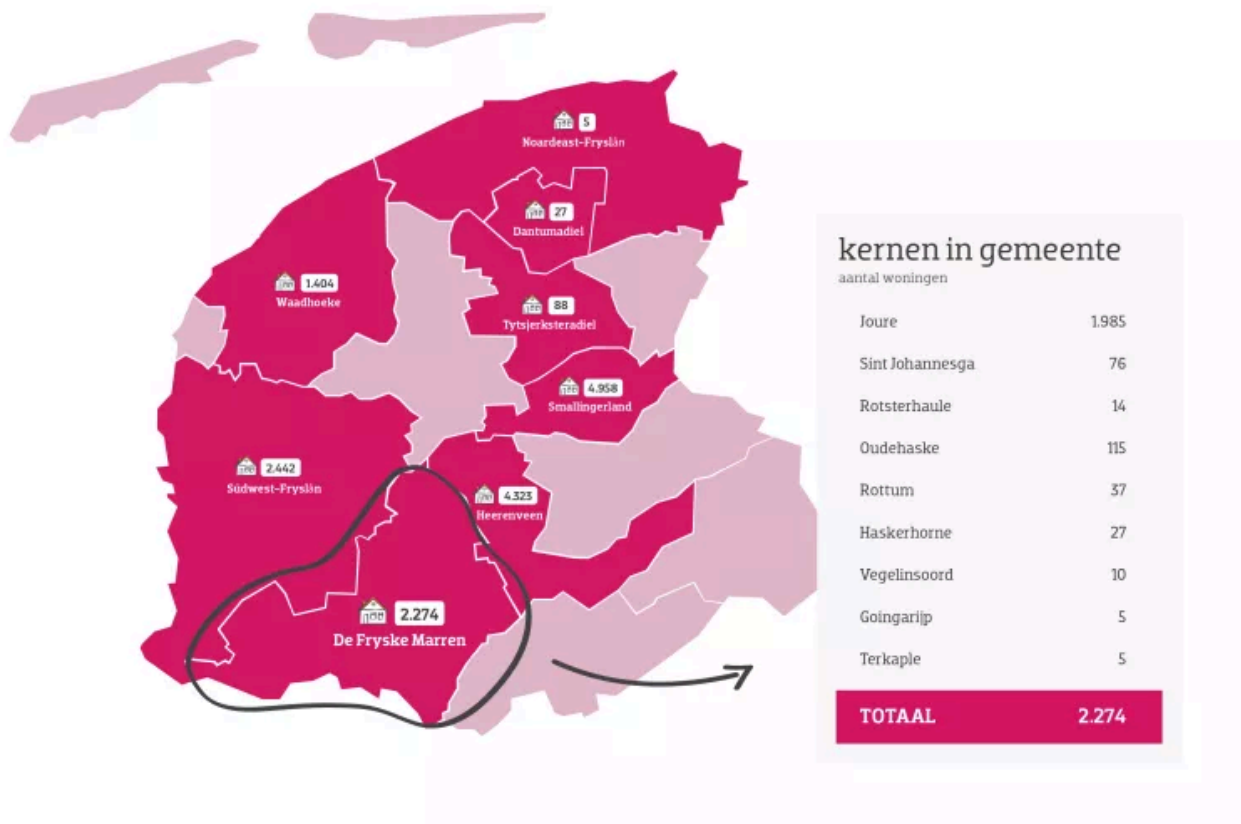 5
Noardeast-Fryslân
27
Dantumadiel
1.404
Waadhoeke
88
Tytsjerksteradiel
4.958
Smallingerland
2.442
Súdwest-Fryslân
4.323
Heerenveen
2.274
De Fryske Marren
kernen in gemeente
aantal woningen
Joure 1.985
Sint Johannesga 76
Rotsterhaule 14
Oudehaske 115
Rottum 37
Haskerhorne 27
Vegelinsoord 10
Goingarijp 5
Terkaple 5
TOTAAL 2.274